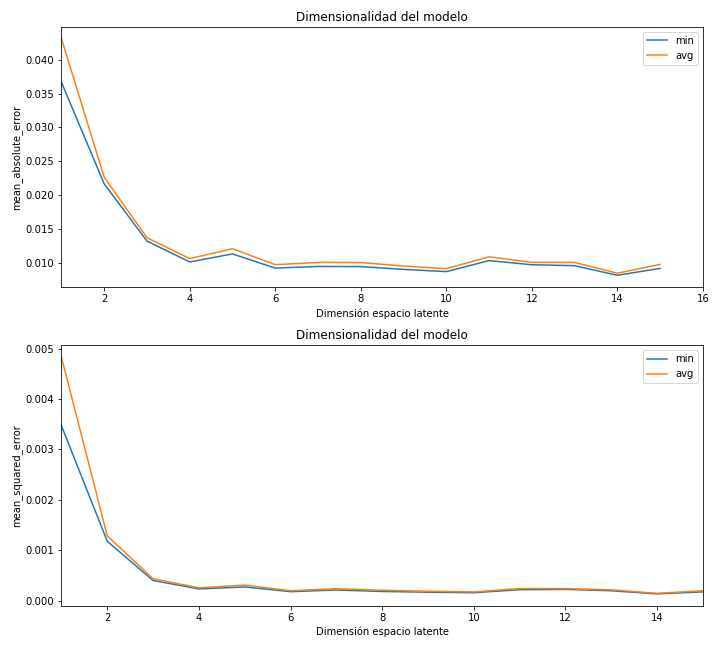 Dimensionalidad del modelo
min
avg
mean_absolute_error
0.040
0.035
0.030
0.025
0.020
0.015
0.010
2 4 6 8 10 12 14 16
Dimensión espacio latente
Dimensionalidad del modelo
min
avg
mean_squared_error
0.005
0.004
0.003
0.002
0.001
0.000
2 4 6 8 10 12 14
Dimensión espacio latente